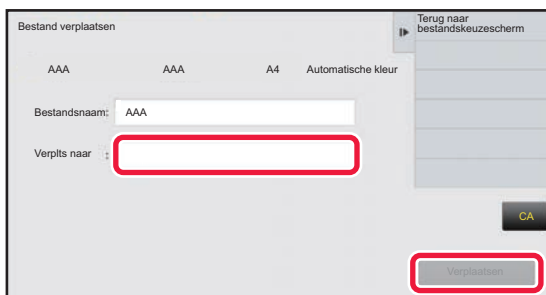 Bestand verplaatsen
Terug naar
bestandskeuzescherm
AAA AAA A4 Automatische kleur
Bestandsnaam: AAA
Verplts naar :
CA
Verplaatsen